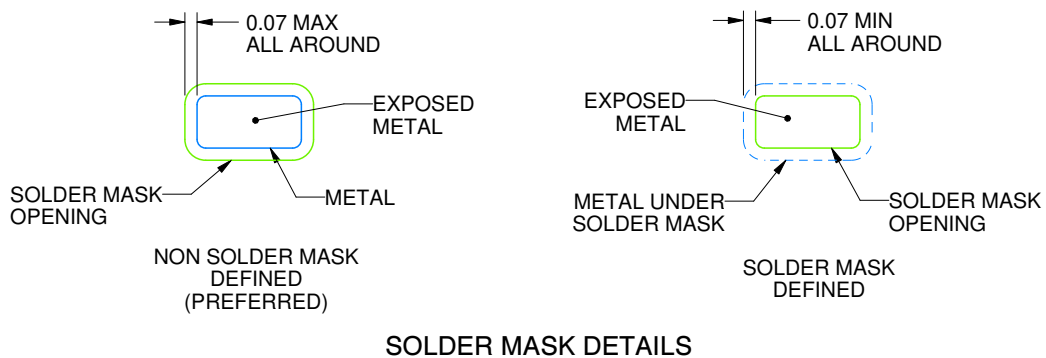 0.07 MAX
ALL AROUND
EXPOSED
METAL
SOLDER MASK
OPENING
METAL
NON SOLDER MASK
DEFINED
(PREFERRED)
0.07 MIN
ALL AROUND
EXPOSED
METAL
METAL UNDER
SOLDER MASK
SOLDER MASK
OPENING
SOLDER MASK
DEFINED
SOLDER MASK DETAILS